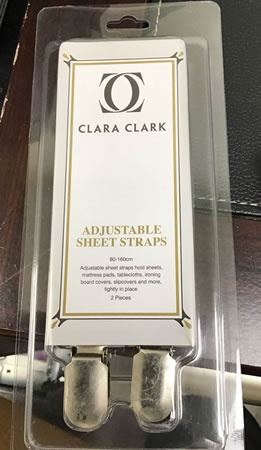 CLARA CLARK
ADJUSTABLE
SHEET STRAPS
80-160cm
Adjustable sheet straps hold sheets,
mattress pads, tablecloths, ironing
board covers, slipcovers and more,
tightly in place
2 Pieces